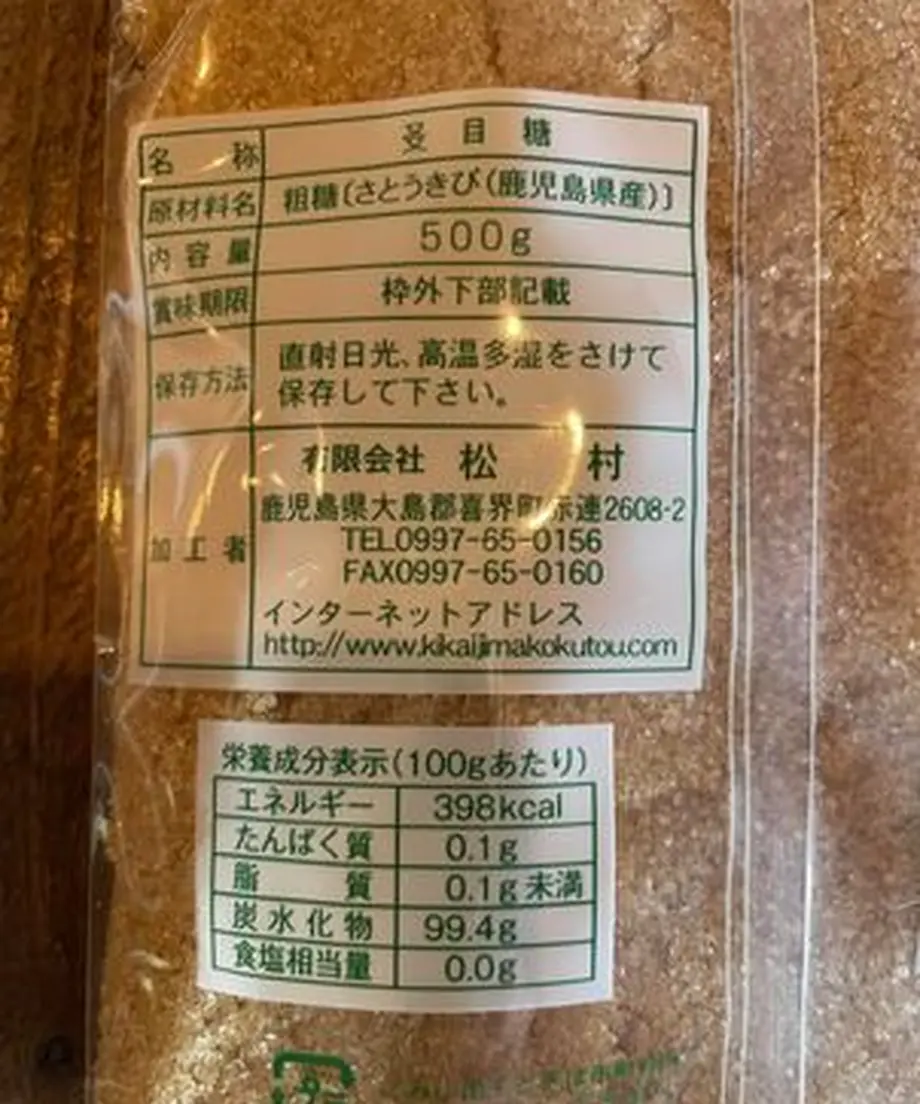 名称 ざらめ糖
原材料名 粗糖〔さとうきび(鹿児島県産)〕
内容量 500g
賞味期限 枠外下部記載
保存方法 直射日光、高温多湿をさけて
保存して下さい。
加工者 有限会社 松村
鹿児島県大島郡喜界町赤連2608-2
TEL0997-65-0156
FAX0997-65-0160
インターネットアドレス
http://www.kikaijimakokutou.com
栄養成分表示(100gあたり)
エネルギー 398kcal
たんぱく質 0.1g
脂質 0.1g未満
炭水化物 99.4g
食塩相当量 0.0g